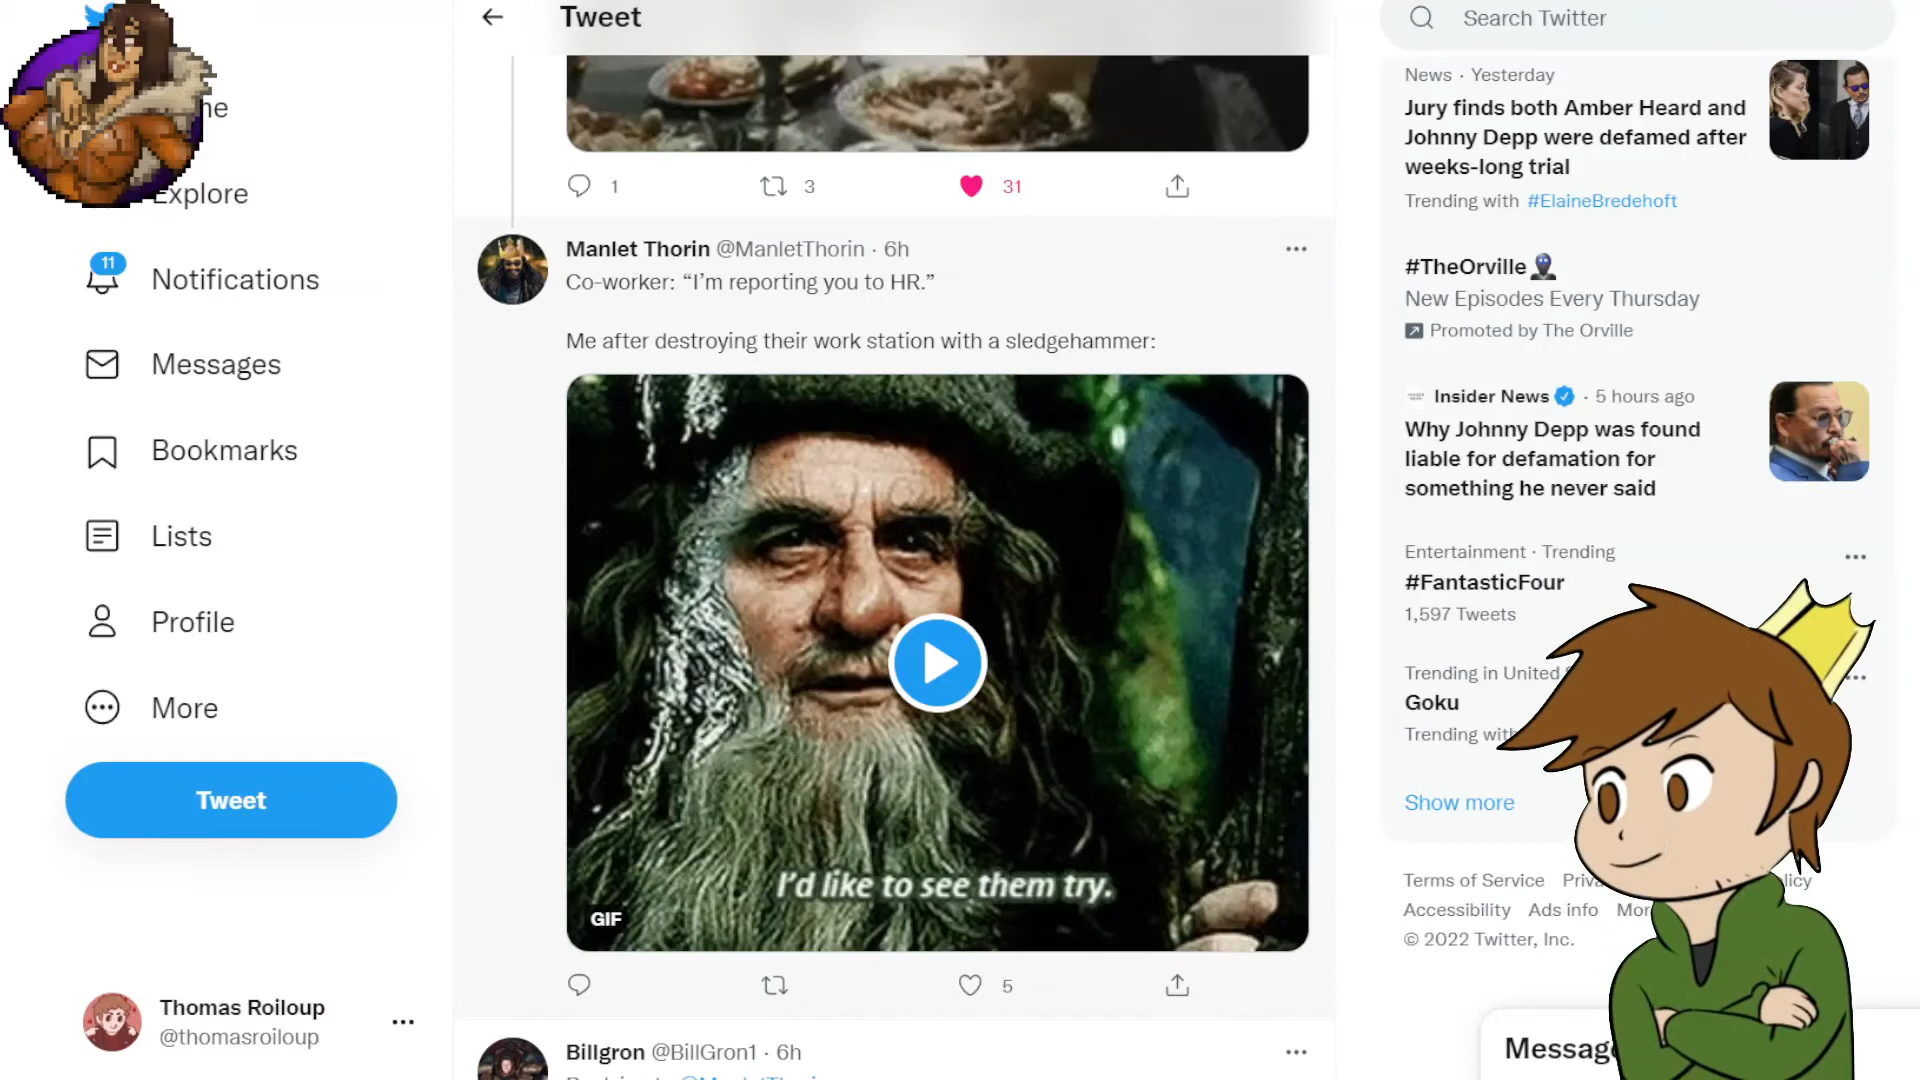 Tweet
Search Twitter
Explore
11
Notifications
Messages
Bookmarks
Lists
Profile
More
Tweet
Thomas Roiloup
@thomasroiloup
1
3
31
Manlet Thorin @ManletThorin · 6h
Co-worker: “I’m reporting you to HR.”
Me after destroying their work station with a sledgehammer:
I'd like to see them try.
GIF
5
Billgron @BillGron1 · 6h
News · Yesterday
Jury finds both Amber Heard and
Johnny Depp were defamed after
weeks-long trial
Trending with #ElaineBredehoft
#TheOrville
New Episodes Every Thursday
Promoted by The Orville
Insider News · 5 hours ago
Why Johnny Depp was found
liable for defamation for
something he never said
Entertainment · Trending
#FantasticFour
1,597 Tweets
Trending in United
Goku
Trending with
Show more
Terms of Service
Accessibility Ads info
© 2022 Twitter, Inc.